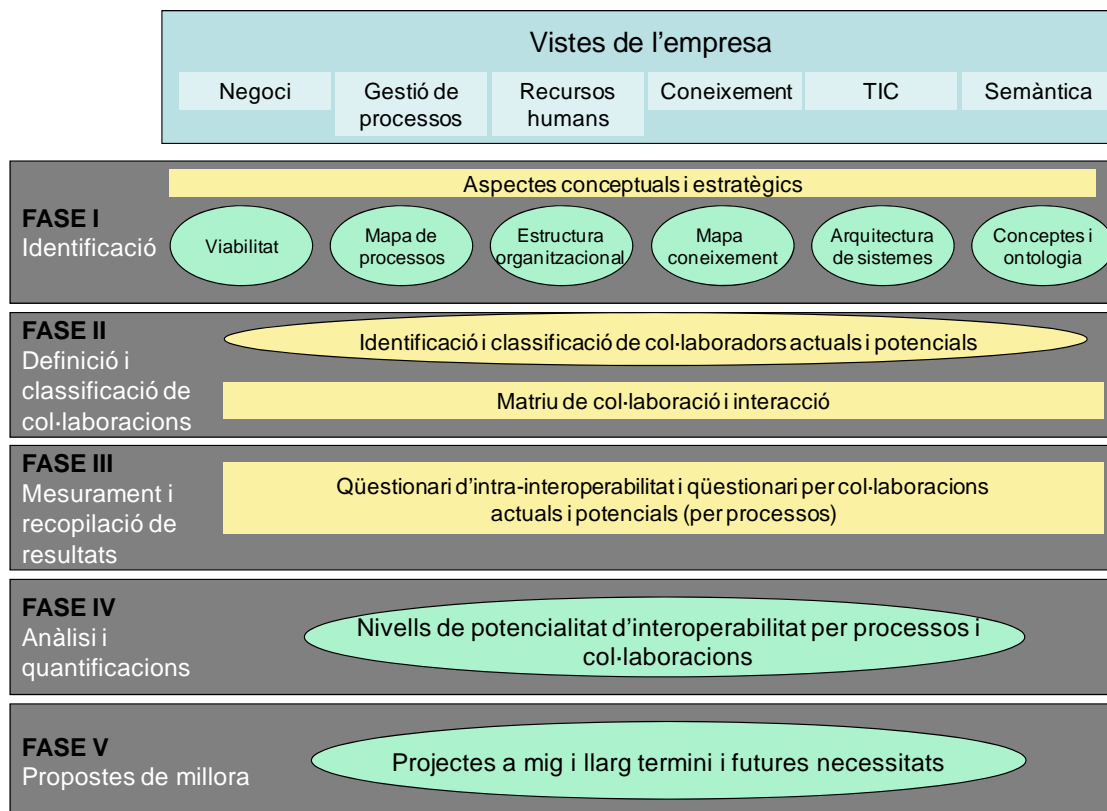 Vistes de l’empresa
Negoci
Gestió de
processos
Recursos
humans
Coneixement
TIC
Semàntica
FASE I
Identificació
Aspectes conceptuals i estratègics
Viabilitat
Mapa de
processos
Estructura
organitzacional
Mapa
coneixement
Arquitectura
de sistemes
Conceptes i
ontologia
FASE II
Definició i
classificació de
col·laboracions
Identificació i classificació de col·laboradors actuals i potencials
Matriu de col·laboració i interacció
FASE III
Mesurament i
recopilació de
resultats
Qüestionari d’intra-interoperabilitat i qüestionari per col·laboracions
actuals i potencials (per processos)
FASE IV
Anàlisi i
quantificacions
Nivells de potencialitat d’interoperabilitat per processos i
col·laboracions
FASE V
Propostes de millora
Projectes a mig i llarg termini i futures necessitats